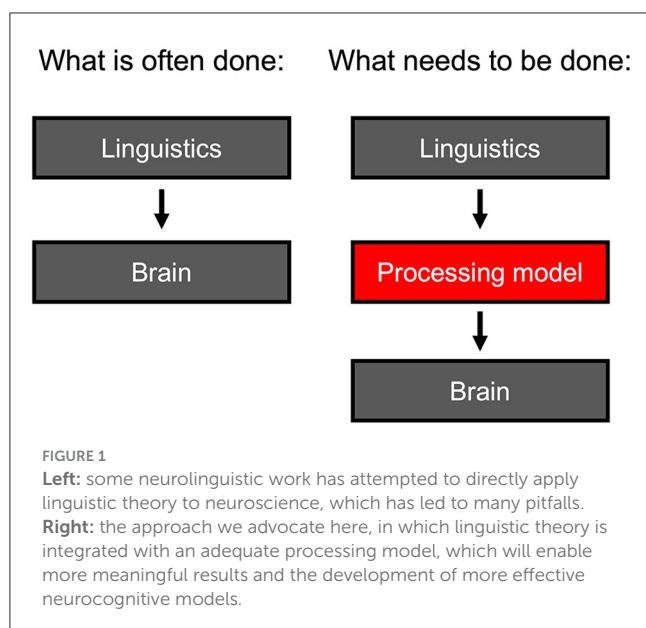 What is often done:
Linguistics
Brain
What needs to be done:
Linguistics
Processing model
Brain
FIGURE 1
Left: some neurolinguistic work has attempted to directly apply
linguistic theory to neuroscience, which has led to many pitfalls.
Right: the approach we advocate here, in which linguistic theory is
integrated with an adequate processing model, which will enable
more meaningful results and the development of more effective
neurocognitive models.